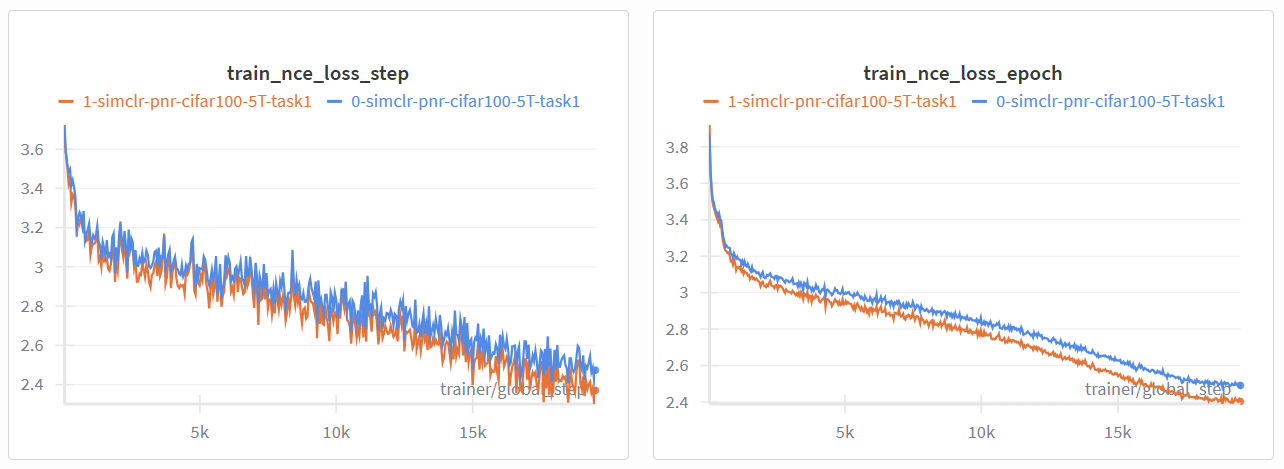 train_nce_loss_step
1-simclr-pnr-cifar100-5T-task1 0-simclr-pnr-cifar100-5T-task1
3.6
3.4
3.2
3
2.8
2.6
2.4
trainer/global_step
5k 10k 15k
train_nce_loss_epoch
1-simclr-pnr-cifar100-5T-task1 0-simclr-pnr-cifar100-5T-task1
3.8
3.6
3.4
3.2
3
2.8
2.6
2.4
trainer/global_step
5k 10k 15k